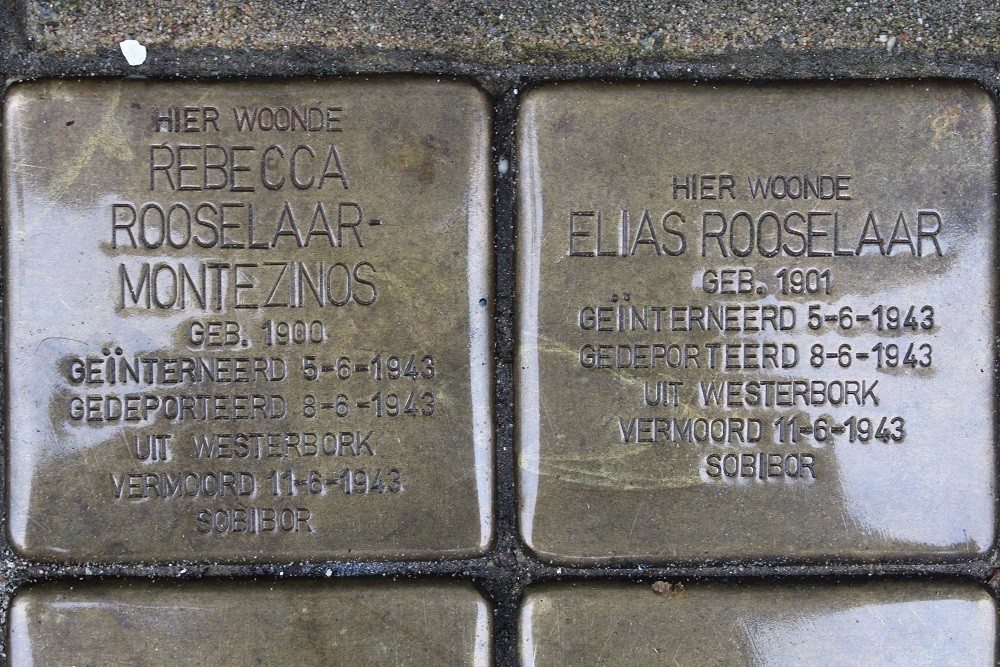 HIER WOONDE
REBECCA
ROOSELAAR-
MONTEZINOS
GEB. 1900
GEÏNTERNEERD 5-6-1943
GEDEPORTEERD 8-6-1943
UIT WESTERBORK
VERMOORD 11-6-1943
SOBIBOR
HIER WOONDE
ELIAS ROOSELAAR
GEB. 1901
GEÏNTERNEERD 5-6-1943
GEDEPORTEERD 8-6-1943
UIT WESTERBORK
VERMOORD 11-6-1943
SOBIBOR